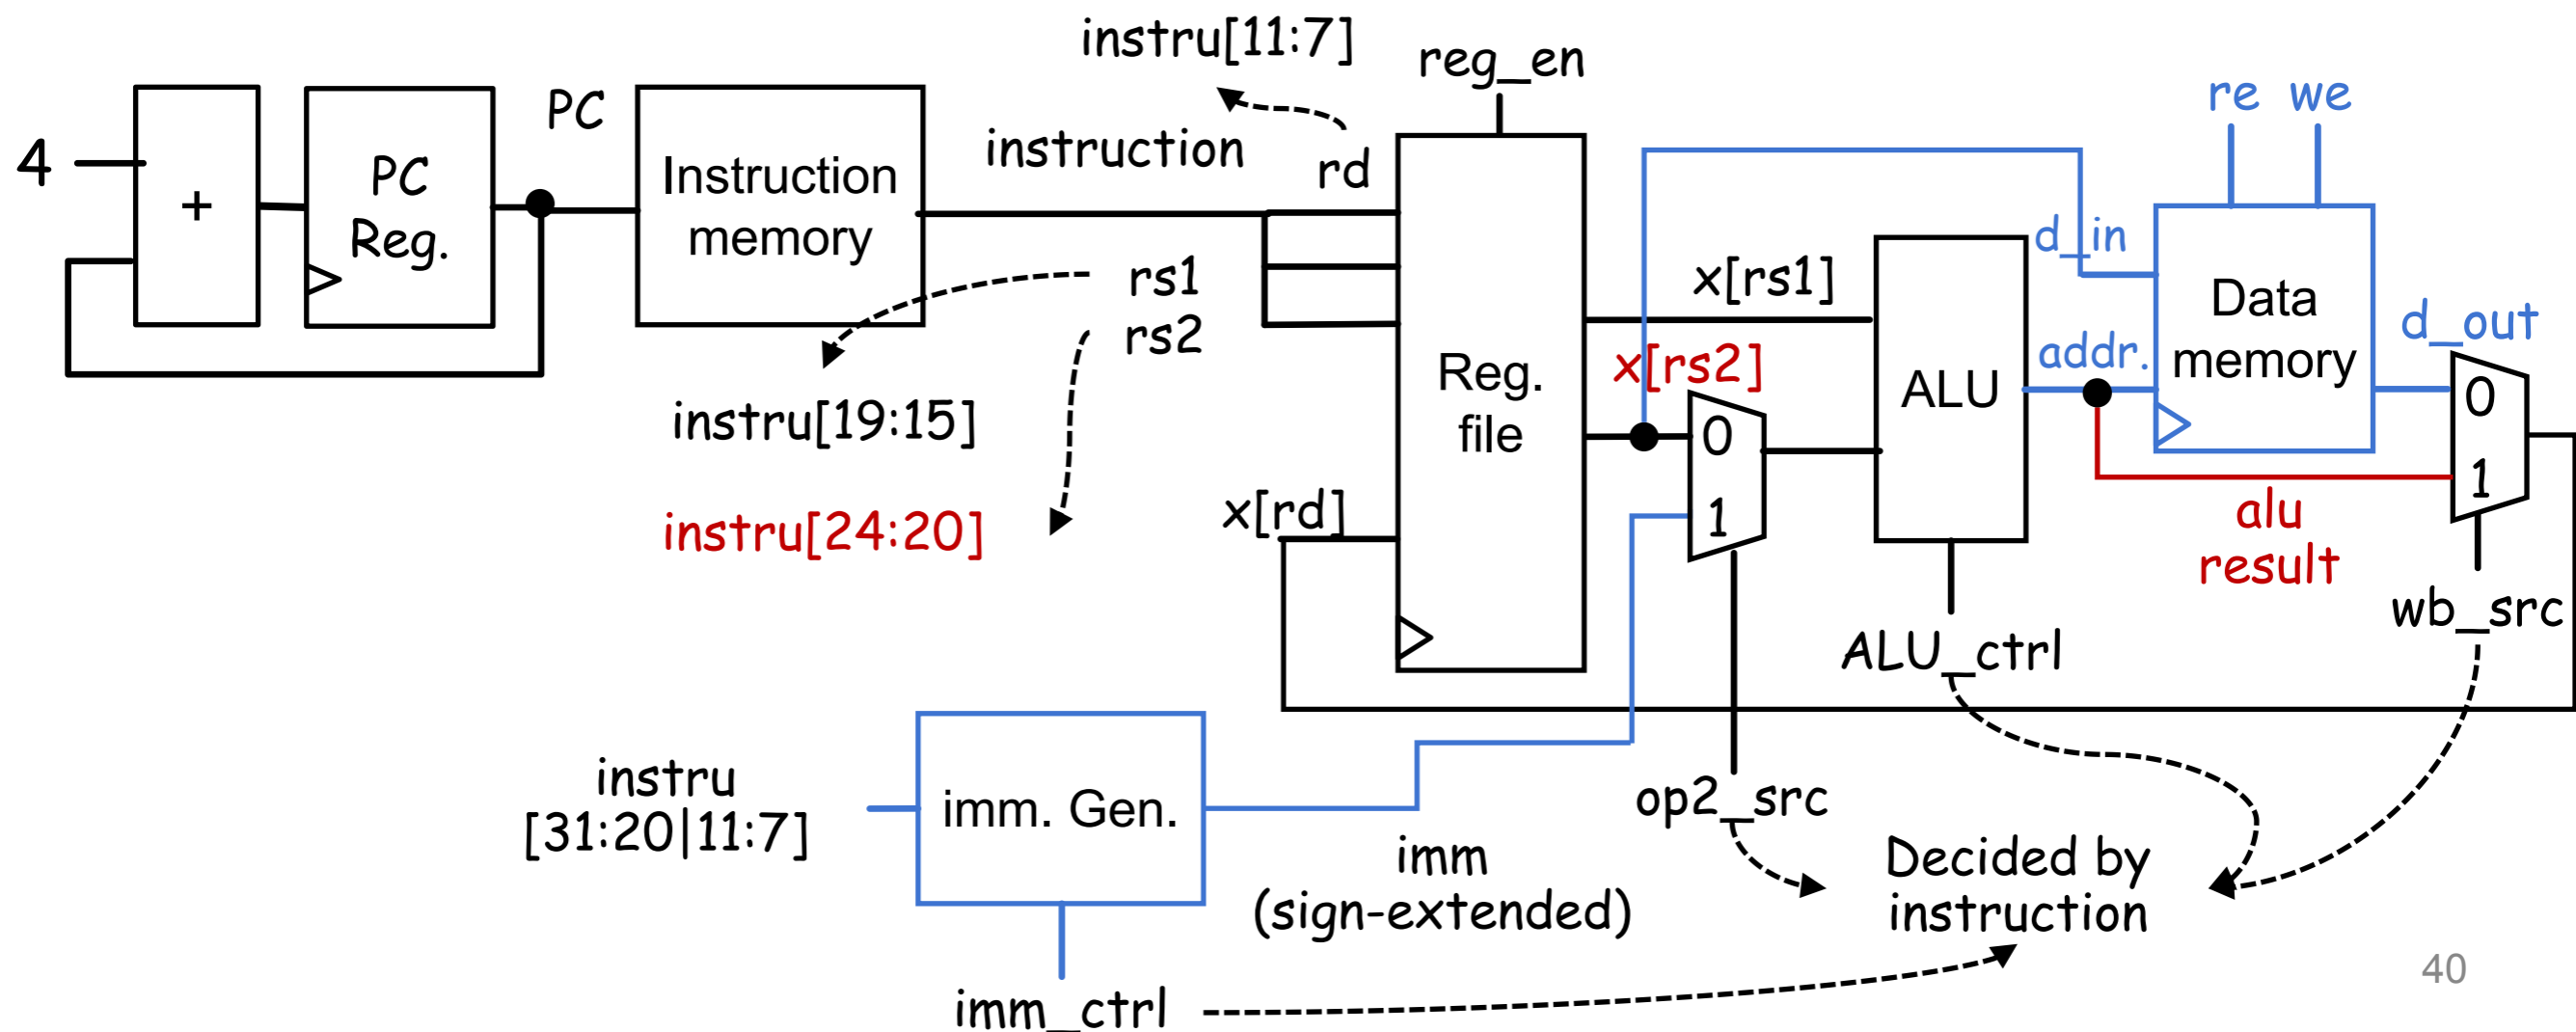 instru[11:7]
reg_en
re we
4
+
PC
Reg.
PC
Instruction
memory
instruction
rd
rs1
rs2
instru[19:15]
instru[24:20]
x[rd]
Reg.
file
x[rs1]
x[rs2]
0
1
ALU
d_in
addr.
Data
memory
d_out
0
1
alu
result
wb_src
ALU_ctrl
instru
[31:20|11:7]
imm. Gen.
imm
(sign-extended)
op2_src
Decided by
instruction
imm_ctrl
40